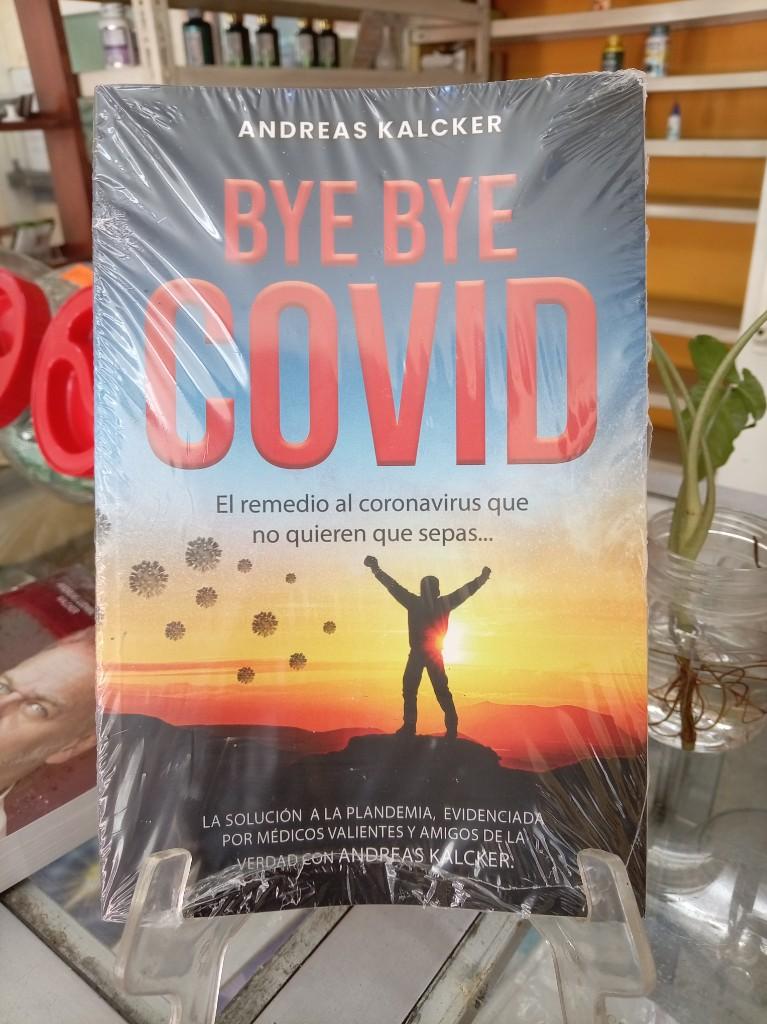 ANDREAS KALCKER
BYE BYE
COVID
El remedio al coronavirus que
no quieren que sepas...
LA SOLUCIÓN A LA PLANDEMIA, EVIDENCIADA
POR MÉDICOS VALIENTES Y AMIGOS DE LA
VERDAD CON ANDREAS KALCKER.